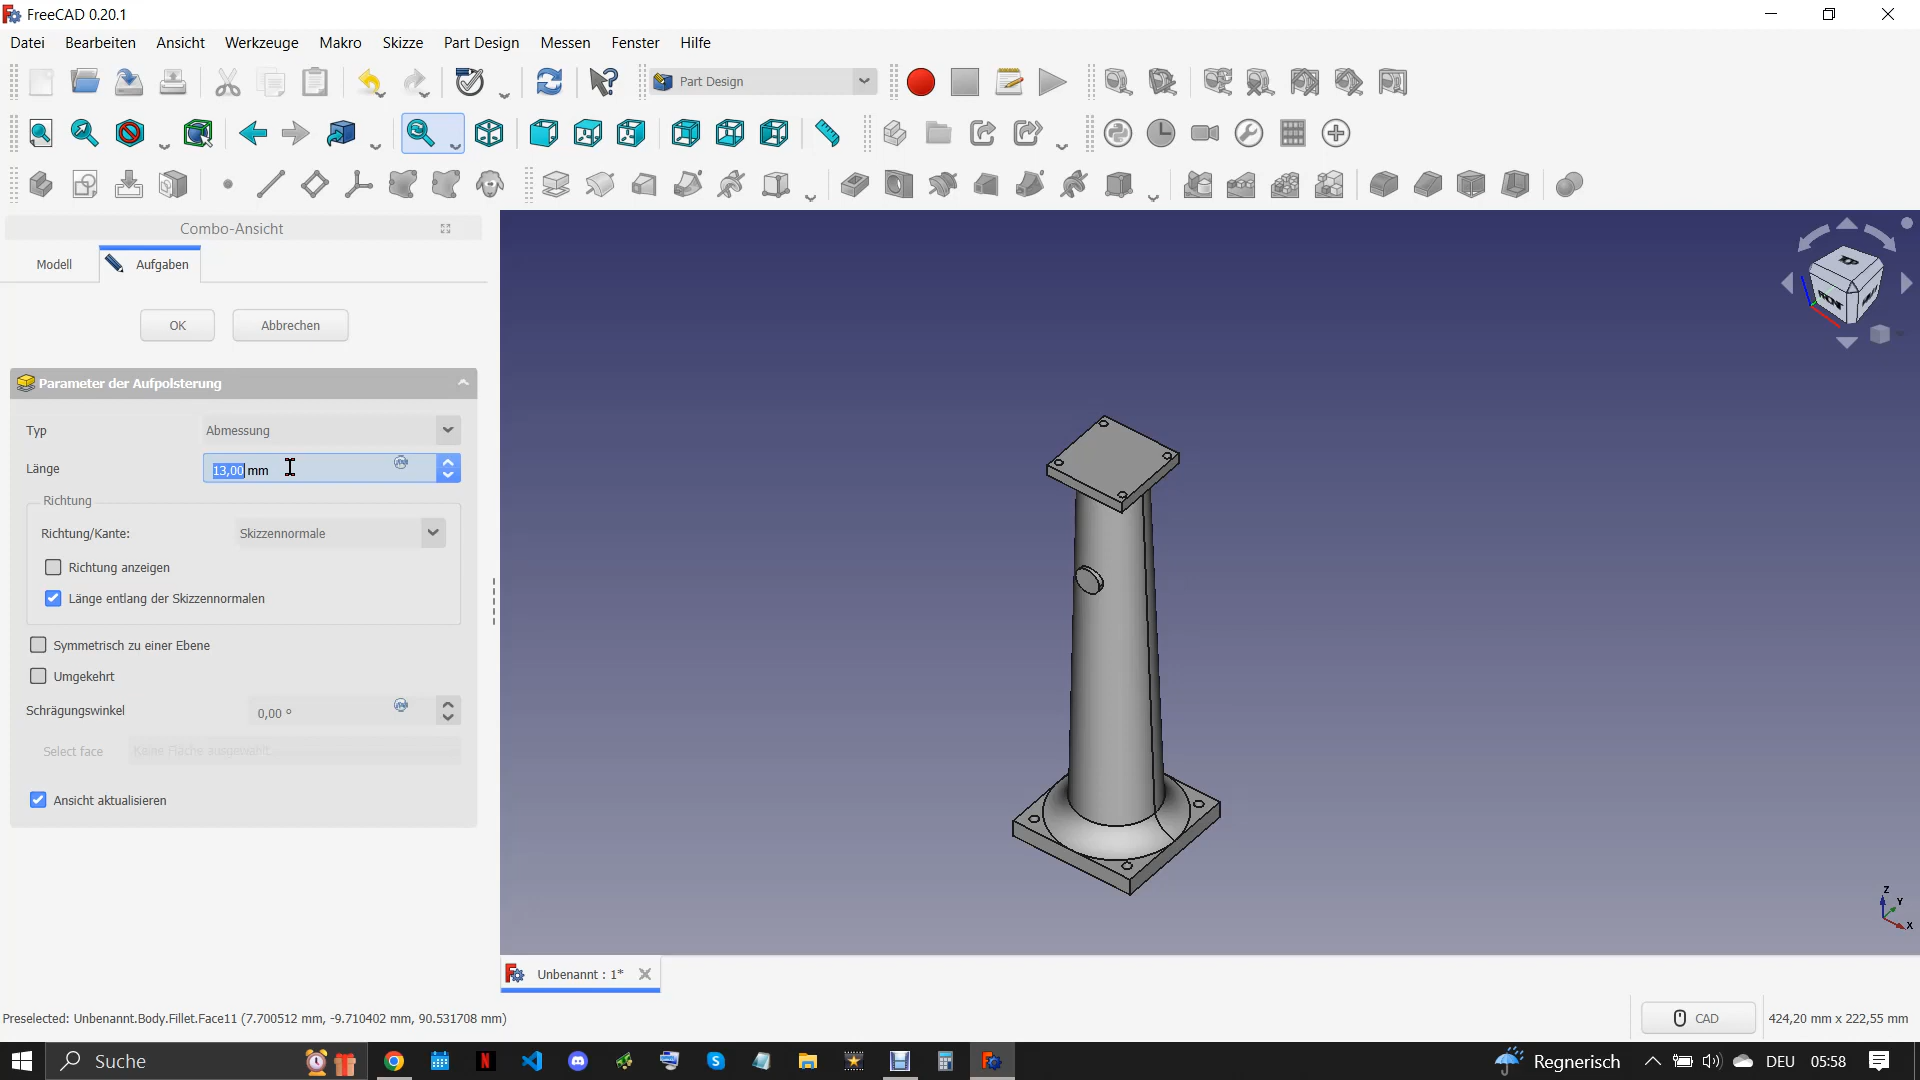 FreeCAD 0.20.1
Datei Bearbeiten Ansicht Werkzeuge Makro Skizze Part Design Messen Fenster Hilfe
Part Design
Combo-Ansicht
Modell Aufgaben
OK Abbrechen
Parameter der Aufpolsterung
Typ Abmessung
Länge 13,00 mm
Richtung
Richtung/Kante: Skizzennormale
Richtung anzeigen
Länge entlang der Skizzennormalen
Symmetrisch zu einer Ebene
Umgekehrt
Schrägungswinkel 0,00 °
Select face Keine Fläche ausgewählt
Ansicht aktualisieren
Z
Y
X
Unbenannt : 1*
Preselected: Unbenannt.Body.Fillet.Face11 (7.700512 mm, -9.710402 mm, 90.531708 mm)
CAD 424,20 mm x 222,55 mm
Suche Regnerisch DEU 05:58